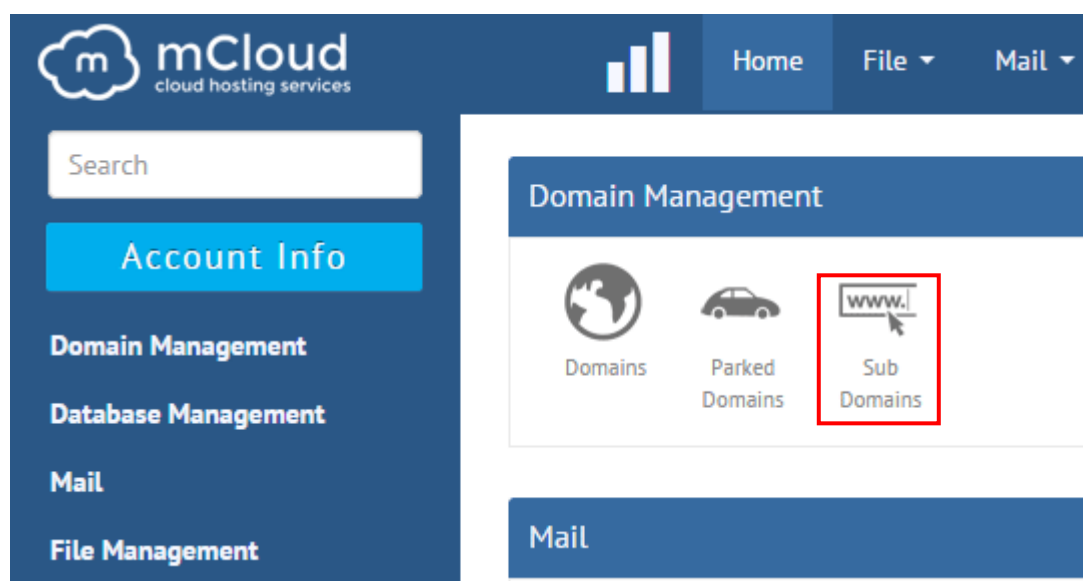 m
mCloud
cloud hosting services
Home
File
Mail
Search
Account Info
Domain Management
Database Management
Mail
File Management
Domain Management
Domains
Parked
Domains
www.
Sub
Domains
Mail